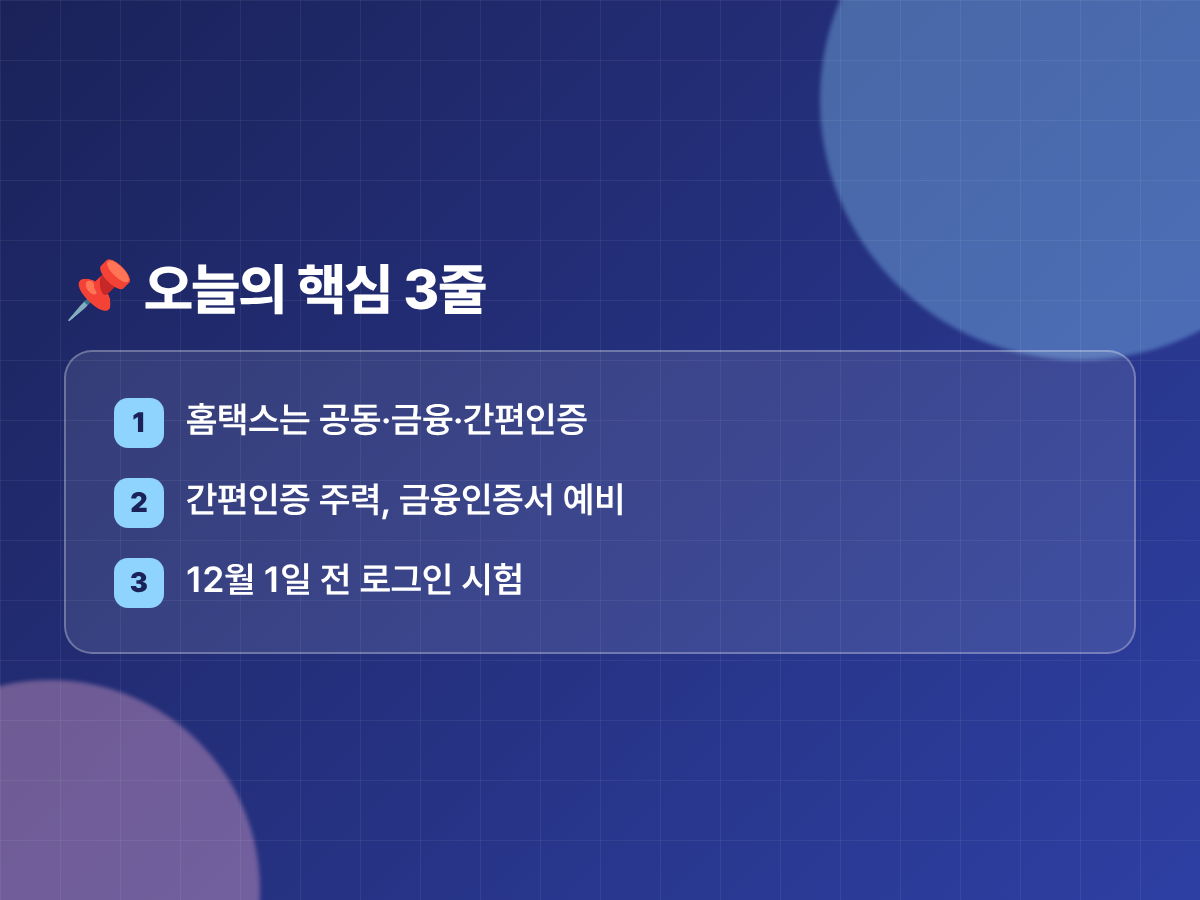 📌 오늘의 핵심 3줄
1 홈택스는 공동·금융·간편인증
2 간편인증 주력, 금융인증서 예비
3 12월 1일 전 로그인 시험